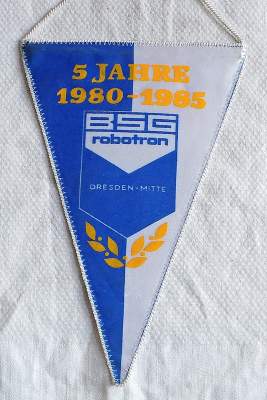 5 JAHRE
1980-1985
BSG
robotron
DRESDEN-MITTE